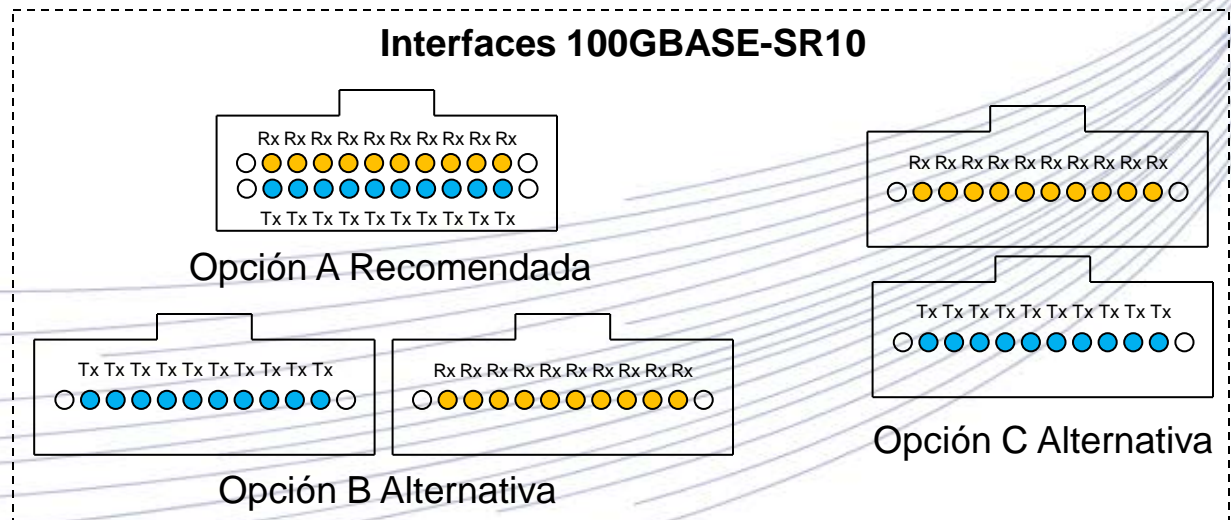 Interfaces 100GBASE-SR10
Rx Rx Rx Rx Rx Rx Rx Rx Rx Rx
Tx Tx Tx Tx Tx Tx Tx Tx Tx Tx
Opción A Recomendada
Tx Tx Tx Tx Tx Tx Tx Tx Tx Tx
Rx Rx Rx Rx Rx Rx Rx Rx Rx Rx
Opción B Alternativa
Rx Rx Rx Rx Rx Rx Rx Rx Rx Rx
Tx Tx Tx Tx Tx Tx Tx Tx Tx Tx
Opción C Alternativa